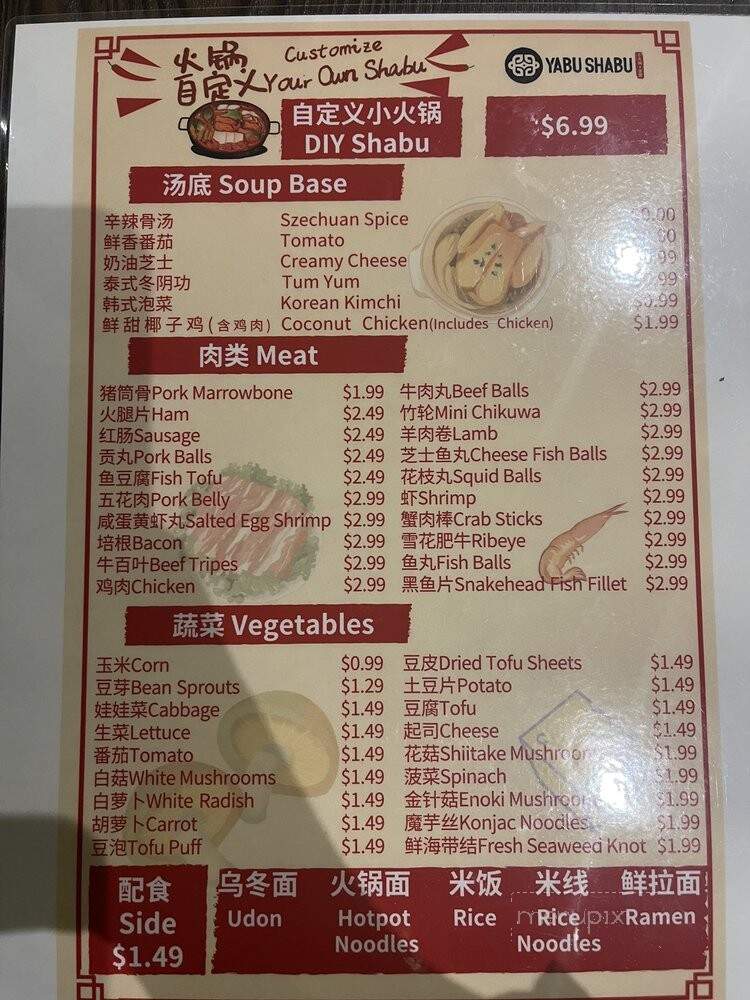 火锅 Customize
自定义 Your Own Shabu
YABU SHABU
自定义小火锅
DIY Shabu
$6.99
汤底 Soup Base
辛辣骨汤 Szechuan Spice
鲜香番茄 Tomato
奶油芝士 Creamy Cheese
泰式冬阴功 Tum Yum
韩式泡菜 Korean Kimchi $0.99
鲜甜椰子鸡(含鸡肉) Coconut Chicken(Includes Chicken) $1.99
肉类 Meat
猪筒骨Pork Marrowbone $1.99 牛肉丸Beef Balls $2.99
火腿片Ham $2.49 竹轮Mini Chikuwa $2.99
红肠Sausage $2.49 羊肉卷Lamb $2.99
贡丸Pork Balls $2.49 芝士鱼丸Cheese Fish Balls $2.99
鱼豆腐Fish Tofu $2.49 花枝丸Squid Balls $2.99
五花肉Pork Belly $2.99 虾Shrimp $2.99
咸蛋黄虾丸Salted Egg Shrimp $2.99 蟹肉棒Crab Sticks $2.99
培根Bacon $2.99 雪花肥牛Ribeye $2.99
牛百叶Beef Tripes $2.99 鱼丸Fish Balls $2.99
鸡肉Chicken $2.99 黑鱼片Snakehead Fish Fillet $2.99
蔬菜 Vegetables
玉米Corn $0.99 豆皮Dried Tofu Sheets $1.49
豆芽Bean Sprouts $1.29 土豆片Potato $1.49
娃娃菜Cabbage $1.49 豆腐Tofu $1.49
生菜Lettuce $1.49 起司Cheese $1.49
番茄Tomato $1.49 花菇Shiitake Mushroom $1.99
白菇White Mushrooms $1.49 菠菜Spinach $1.99
白萝卜White Radish $1.49 金针菇Enoki Mushroom $1.99
胡萝卜Carrot $1.49 魔芋丝Konjac Noodles $1.99
豆泡Tofu Puff $1.49 鲜海带结Fresh Seaweed Knot $1.99
配食 乌冬面 火锅面 米饭 米线 鲜拉面
Side Udon Hotpot Rice Rice Ramen
$1.49 Noodles Noodles
menupix